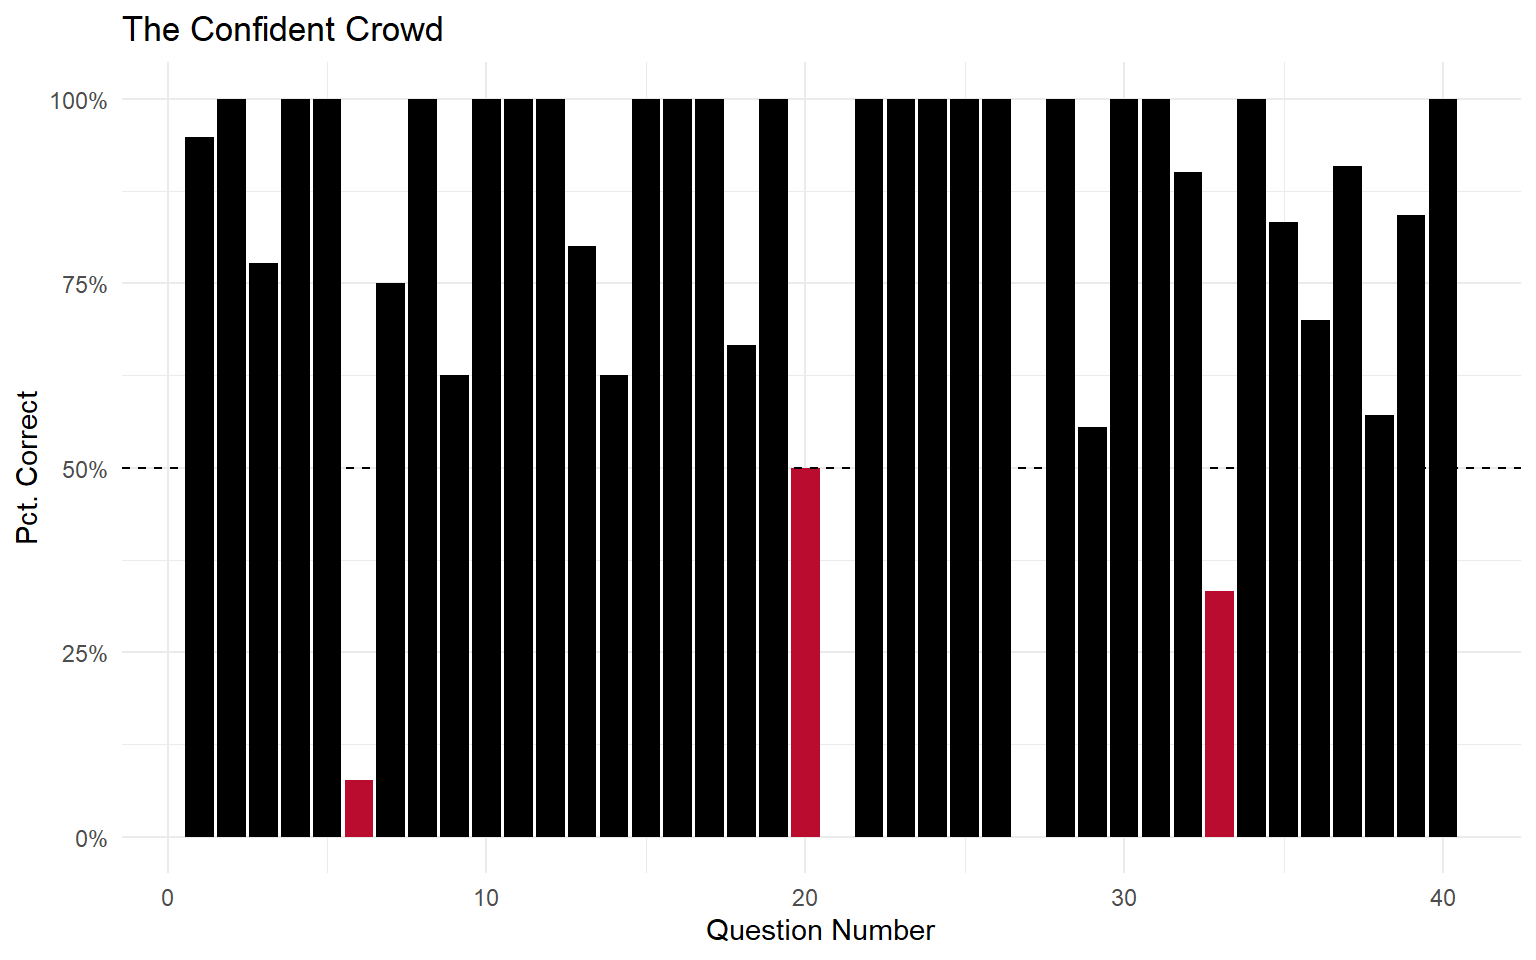 The Confident Crowd
Pct. Correct
100%
75%
50%
25%
0%
0 10 20 30 40
Question Number